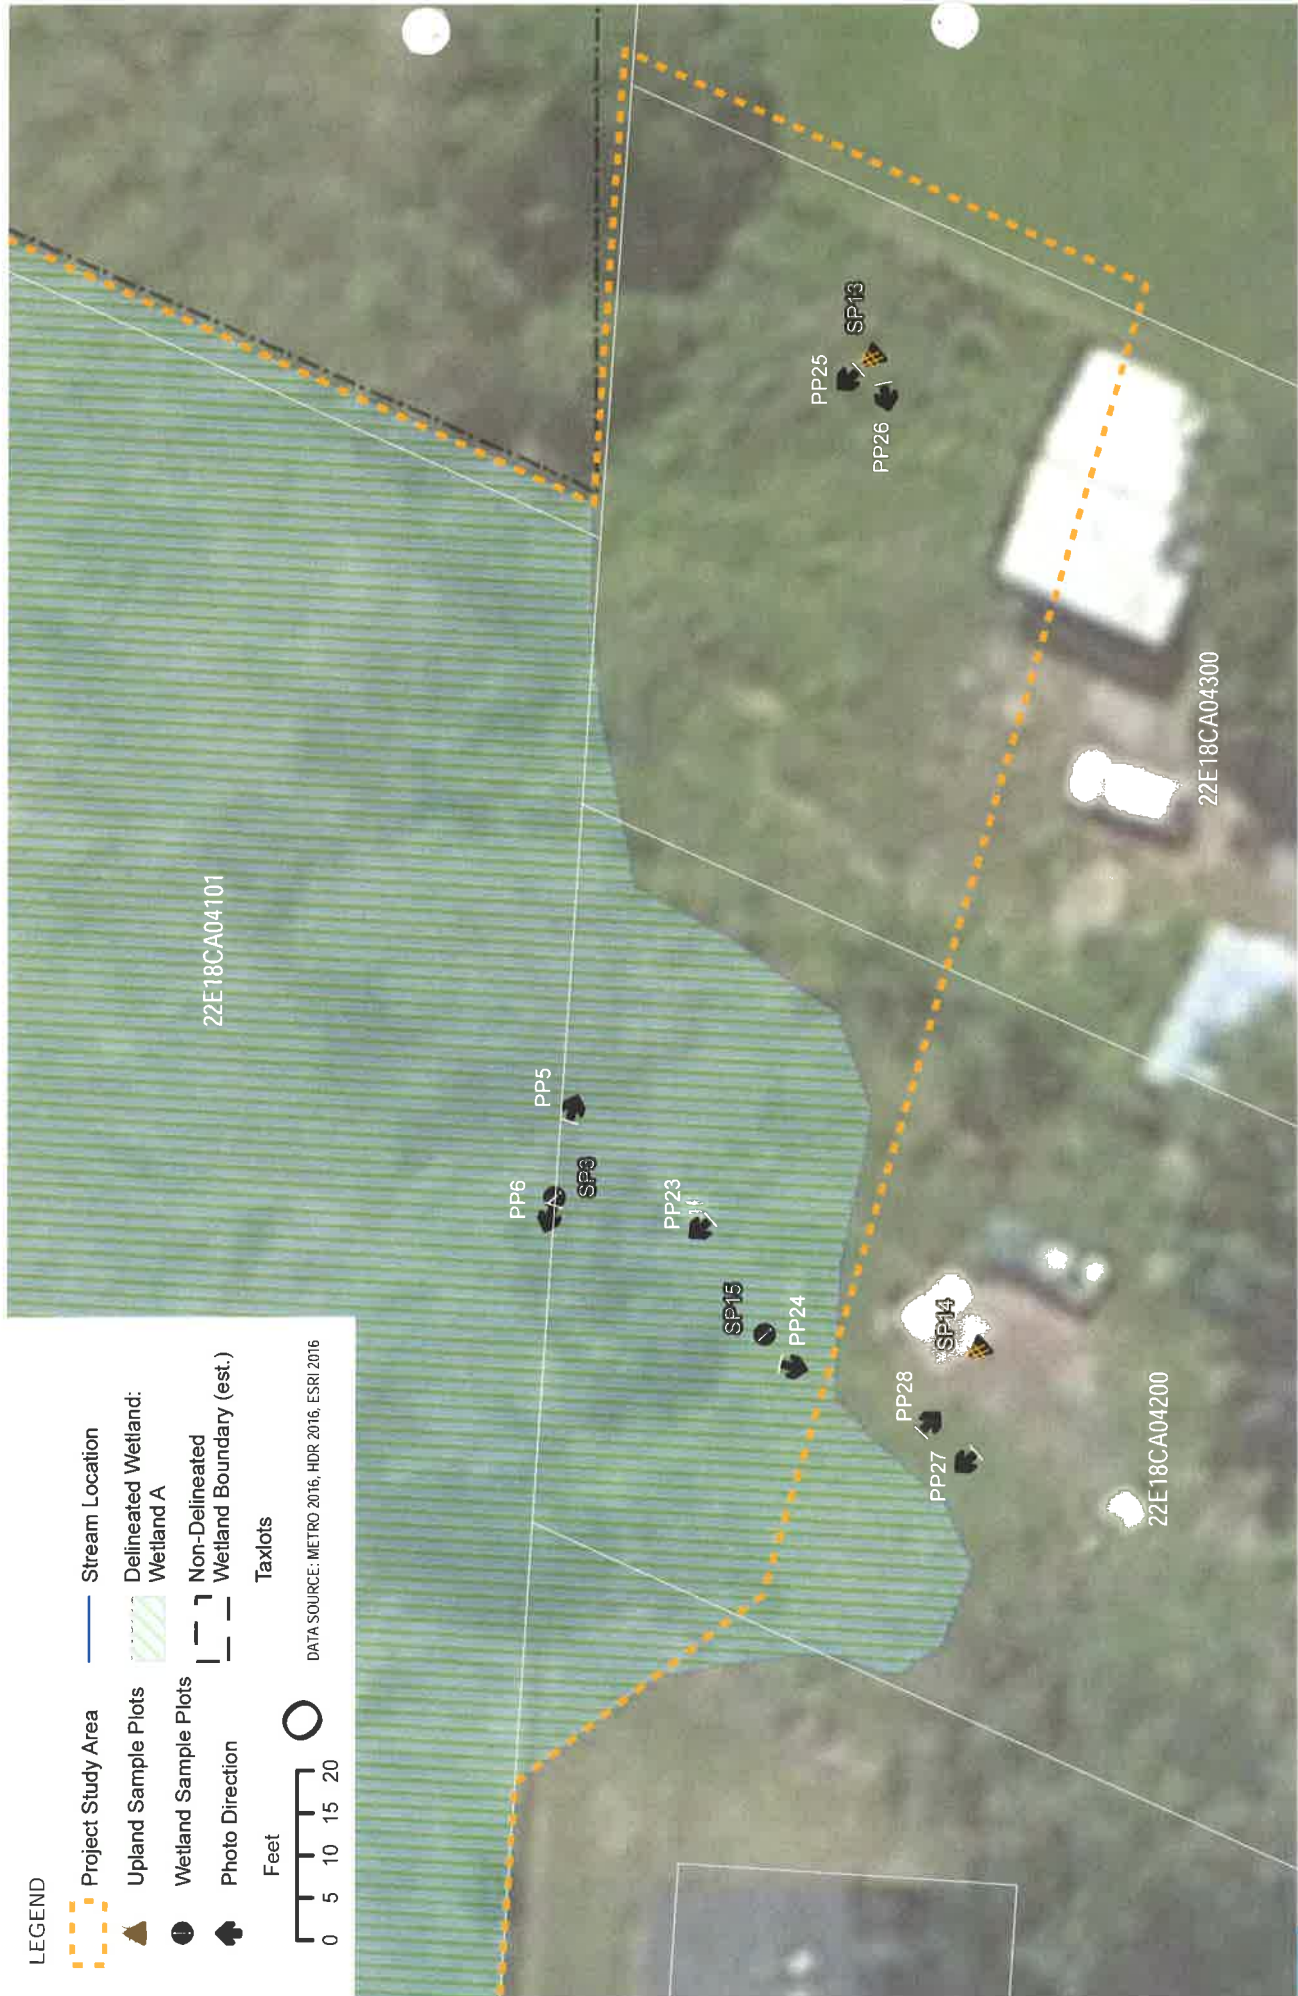 LEGEND
Project Study Area
Upland Sample Plots
Wetland Sample Plots
Photo Direction
Stream Location
Delineated Wetland:
Wetland A
Non-Delineated
Wetland Boundary (est.)
Taxlots
Feet
0 5 10 15 20
DATA SOURCE: METRO 2016, HDR 2016, ESRI 2016
22E18CA04101
PP6
SP3
PP5
PP23
SP15
PP24
PP25
SP13
PP26
PP28
SP14
PP27
22E18CA04200
22E18CA04300